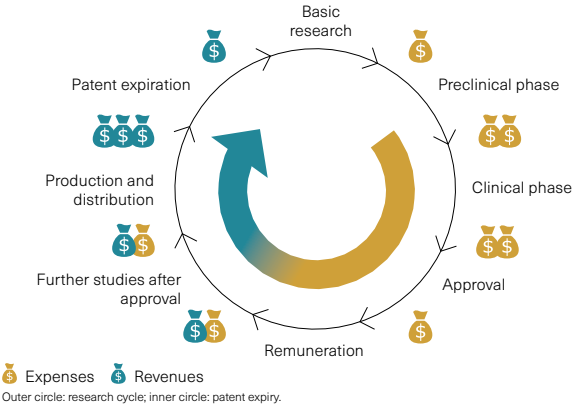 Basic
research
Preclinical phase
Clinical phase
Approval
Remuneration
Further studies after
approval
Production and
distribution
Patent expiration
$
$
$$
$$
$
$$
$$
$$$
$ Expenses $ Revenues
Outer circle: research cycle; inner circle: patent expiry.